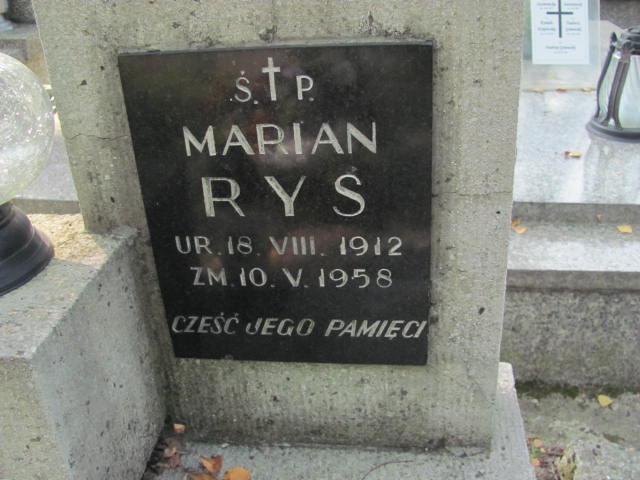 Ś. † P.
MARIAN
RYŚ
UR. 18. VIII. 1912
ZM. 10. V. 1958
CZEŚĆ JEGO PAMIĘCI